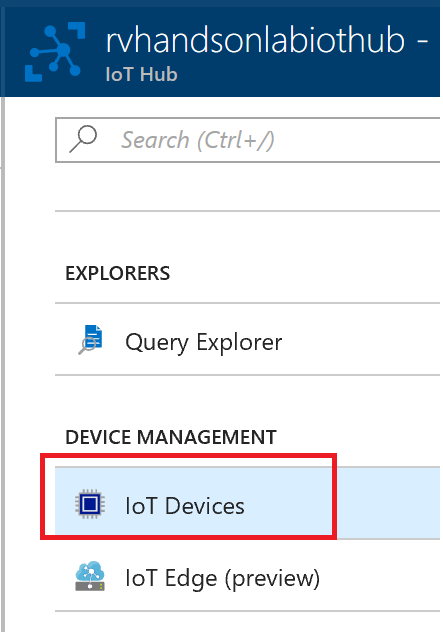 rvhandsonlabiothub -
IoT Hub
Search (Ctrl+/)
EXPLORERS
Query Explorer
DEVICE MANAGEMENT
IoT Devices
IoT Edge (preview)